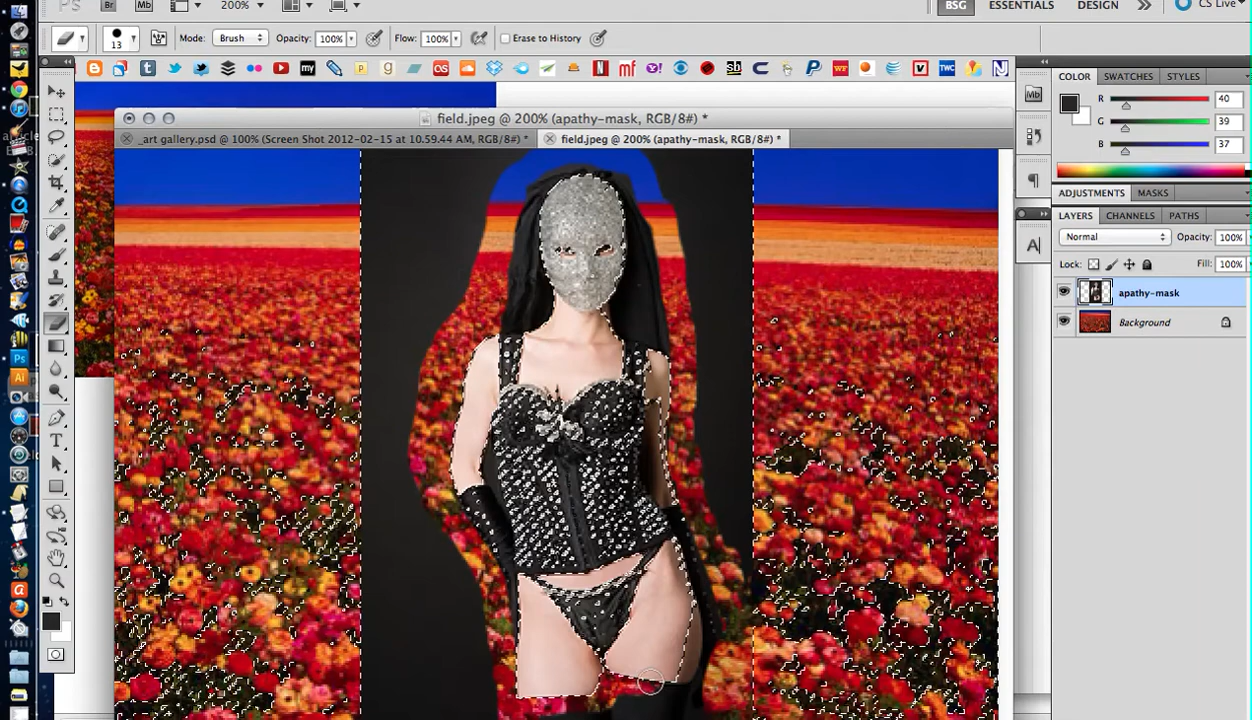 PS Br Mb 200% BSG ESSENTIALS DESIGN CS Live
13 Mode: Brush Opacity: 100% Flow: 100% Erase to History
field.jpeg @ 200% (apathy-mask, RGB/8#) *
_art gallery.psd @ 100% (Screen Shot 2012-02-15 at 10.59.44 AM, RGB/8#) * field.jpeg @ 200% (apathy-mask, RGB/8#) *
COLOR SWATCHES STYLES
R 40
G 39
B 37
ADJUSTMENTS MASKS
LAYERS CHANNELS PATHS
Normal Opacity: 100%
Lock: Fill: 100%
apathy-mask
Background